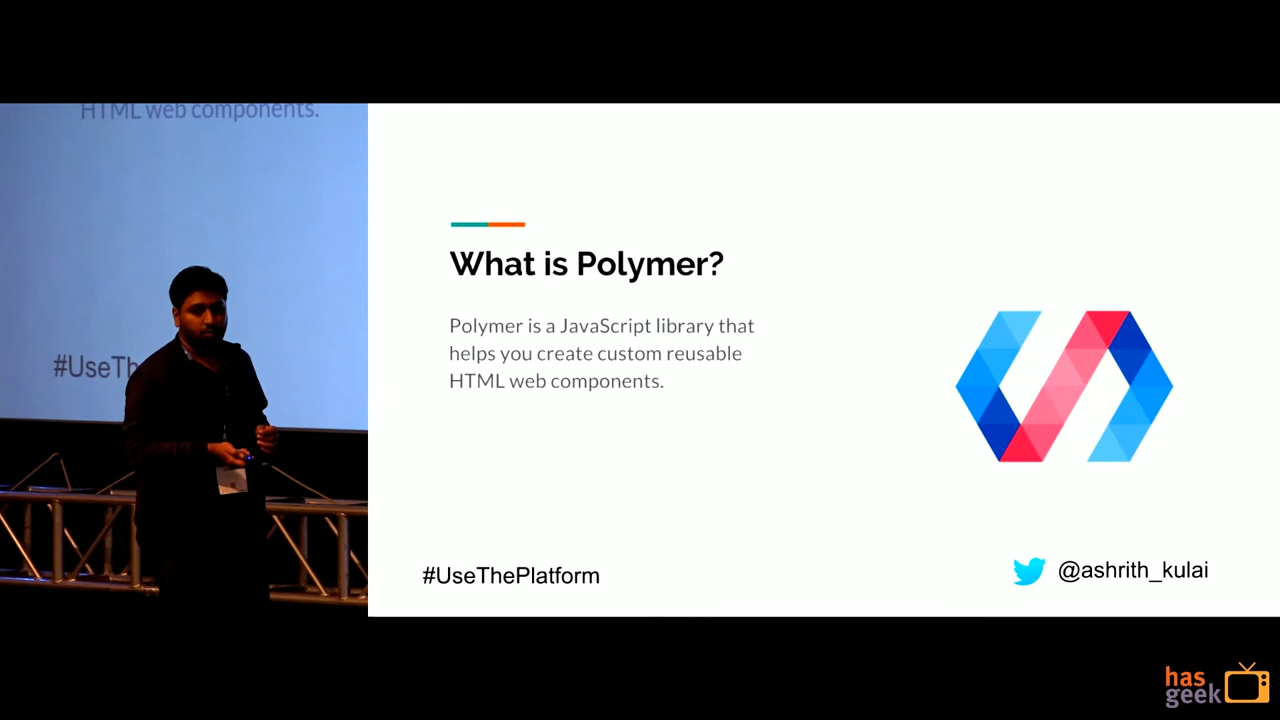 HTML web components.
#UseTh
What is Polymer?
Polymer is a JavaScript library that
helps you create custom reusable
HTML web components.
#UseThePlatform
@ashrith_kulai
has
geek